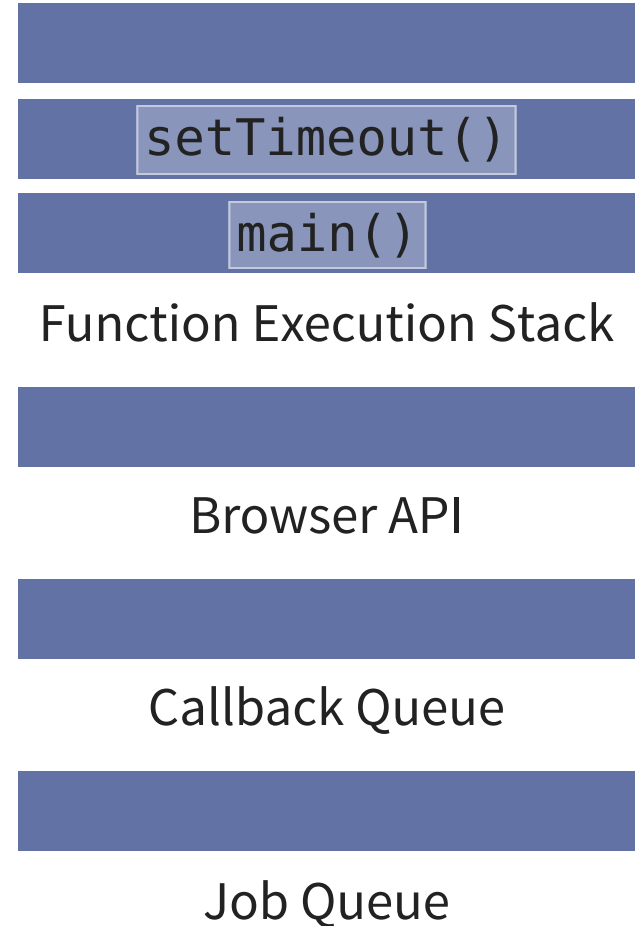 setTimeout()
main()
Function Execution Stack
Browser API
Callback Queue
Job Queue